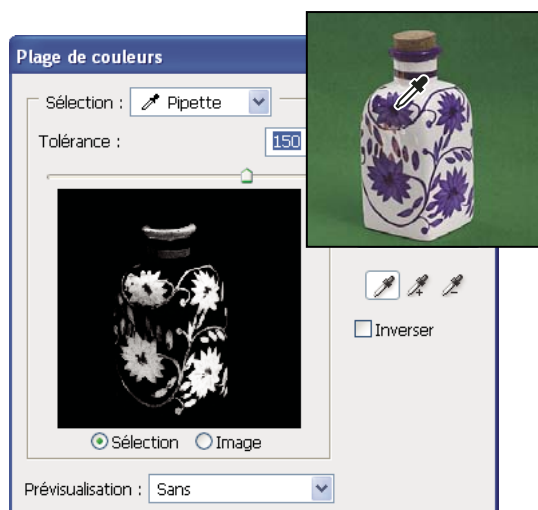 Plage de couleurs
Sélection : Pipette
Tolérance : 150
Inverser
Sélection Image
Prévisualisation : Sans